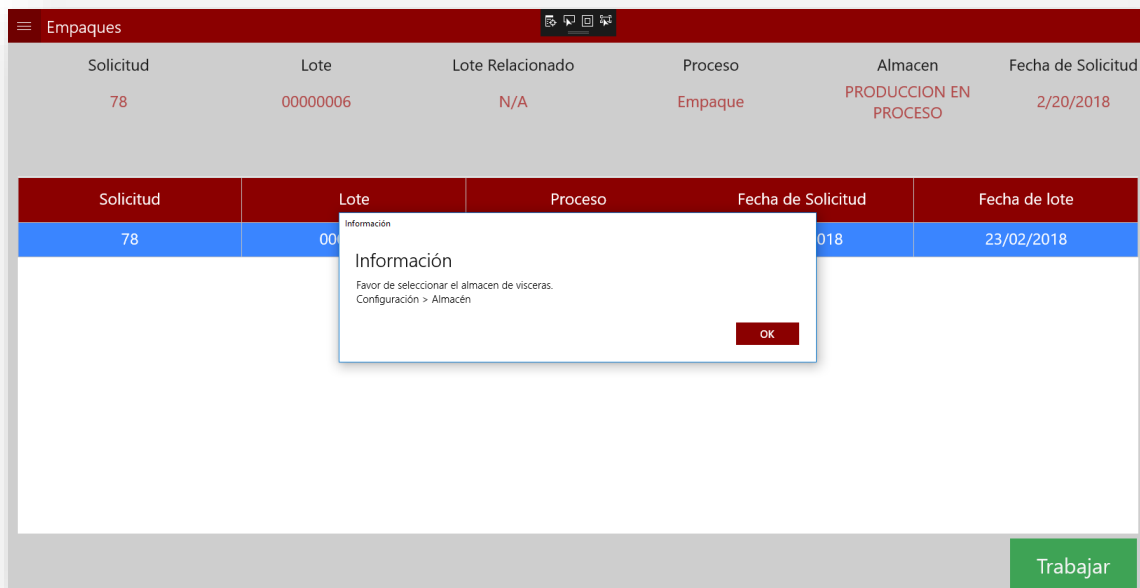 Empaques
Solicitud Lote Lote Relacionado Proceso Almacen Fecha de Solicitud
78 00000006 N/A Empaque PRODUCCION EN PROCESO 2/20/2018
Solicitud Lote Proceso Fecha de Solicitud Fecha de lote
78 000 018 23/02/2018
Información
Información
Favor de seleccionar el almacen de visceras.
Configuración > Almacén
OK
Trabajar